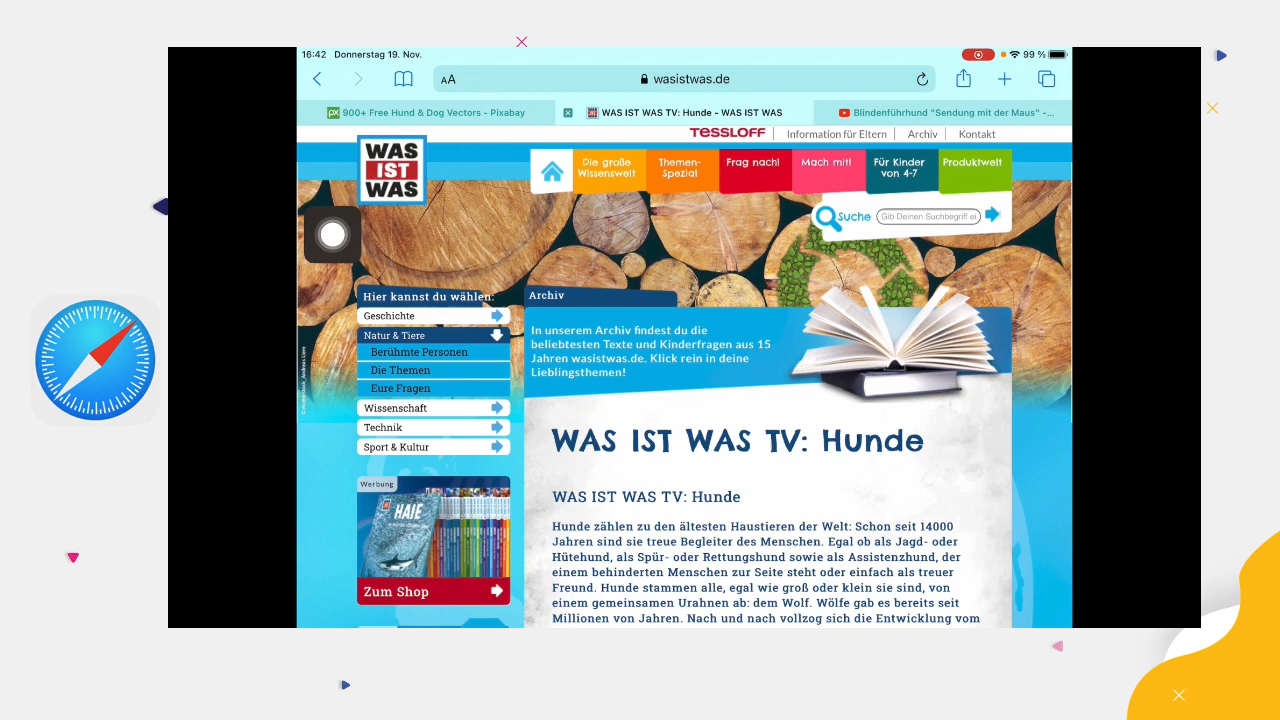 16:42 Donnerstag 19. Nov.
99 %
AA
wasistwas.de
px 900+ Free Hund & Dog Vectors - Pixabay
WAS IST WAS TV: Hunde - WAS IST WAS
Blindenführhund "Sendung mit der Maus" -...
TESSLOFF
Information für Eltern
Archiv
Kontakt
WAS
IST
WAS
Die große
Wissenswelt
Themen-
Spezial
Frag nach!
Mach mit!
Für Kinder
von 4-7
Produktwelt
Suche
Gib Deinen Suchbegriff ei
Hier kannst du wählen:
Geschichte
Natur & Tiere
Berühmte Personen
Die Themen
Eure Fragen
Wissenschaft
Technik
Sport & Kultur
Werbung
HAIE
Zum Shop
Archiv
In unserem Archiv findest du die
beliebtesten Texte und Kinderfragen aus 15
Jahren wasistwas.de. Klick rein in deine
Lieblingsthemen!
WAS IST WAS TV: Hunde
WAS IST WAS TV: Hunde
Hunde zählen zu den ältesten Haustieren der Welt: Schon seit 14000
Jahren sind sie treue Begleiter des Menschen. Egal ob als Jagd- oder
Hütehund, als Spür- oder Rettungshund sowie als Assistenzhund, der
einem behinderten Menschen zur Seite steht oder einfach als treuer
Freund. Hunde stammen alle, egal wie groß oder klein sie sind, von
einem gemeinsamen Urahnen ab: dem Wolf. Wölfe gab es bereits seit
Millionen von Jahren. Nach und nach vollzog sich die Entwicklung vom